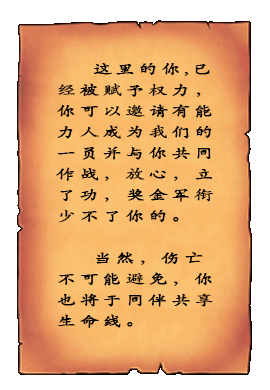 这里的你,已
经被赋予权力,
你可以邀请有能
力人成为我们的
一员并与你共同
作战,放心,立
了功,奖金军衔
少不了你的。
当然,伤亡
不可能避免,你
也将于同伴共享
生命线。